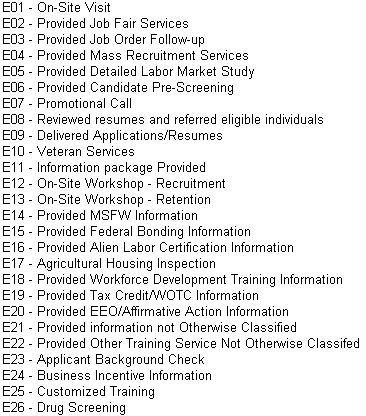 E01 - On-Site Visit
E02 - Provided Job Fair Services
E03 - Provided Job Order Follow-up
E04 - Provided Mass Recruitment Services
E05 - Provided Detailed Labor Market Study
E06 - Provided Candidate Pre-Screening
E07 - Promotional Call
E08 - Reviewed resumes and referred eligible individuals
E09 - Delivered Applications/Resumes
E10 - Veteran Services
E11 - Information package Provided
E12 - On-Site Workshop - Recruitment
E13 - On-Site Workshop - Retention
E14 - Provided MSFW Information
E15 - Provided Federal Bonding Information
E16 - Provided Alien Labor Certification Information
E17 - Agricultural Housing Inspection
E18 - Provided Workforce Development Training Information
E19 - Provided Tax Credit/WOTC Information
E20 - Provided EEO/Affirmative Action Information
E21 - Provided information not Otherwise Classified
E22 - Provided Other Training Service Not Otherwise Classifed
E23 - Applicant Background Check
E24 - Business Incentive Information
E25 - Customized Training
E26 - Drug Screening